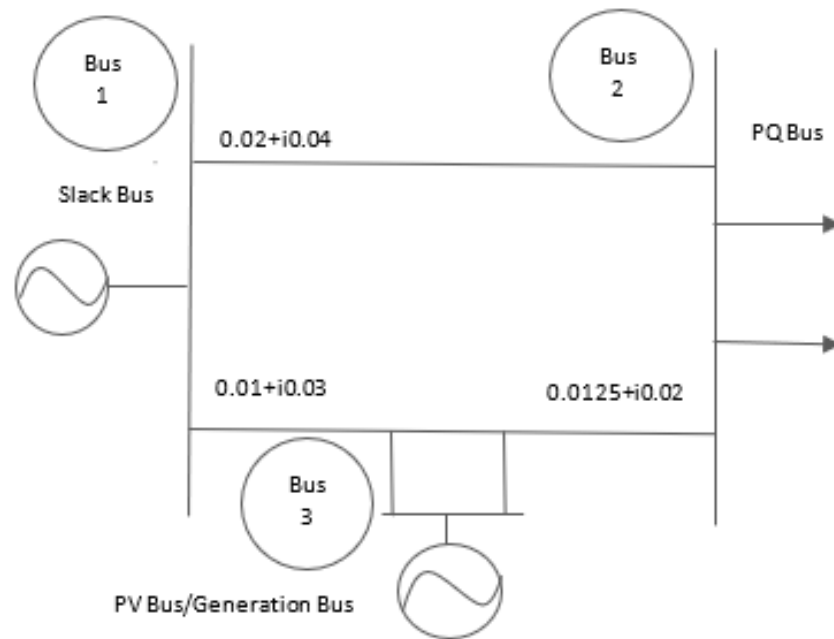 Bus
1
Bus
2
0.02+i0.04
PQ Bus
Slack Bus
0.01+i0.03
0.0125+i0.02
Bus
3
PV Bus/Generation Bus